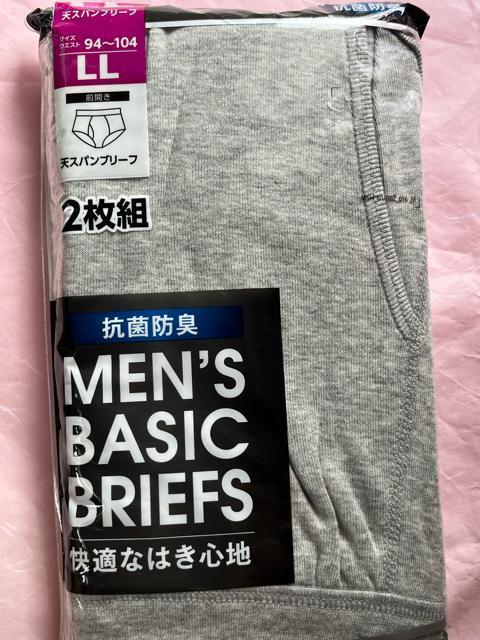 天スパンブリーフ
抗菌防臭
サイズ
ウエスト 94〜104
LL
前開き
天スパンブリーフ
2枚組
抗菌防臭
MEN'S
BASIC
BRIEFS
快適なはき心地